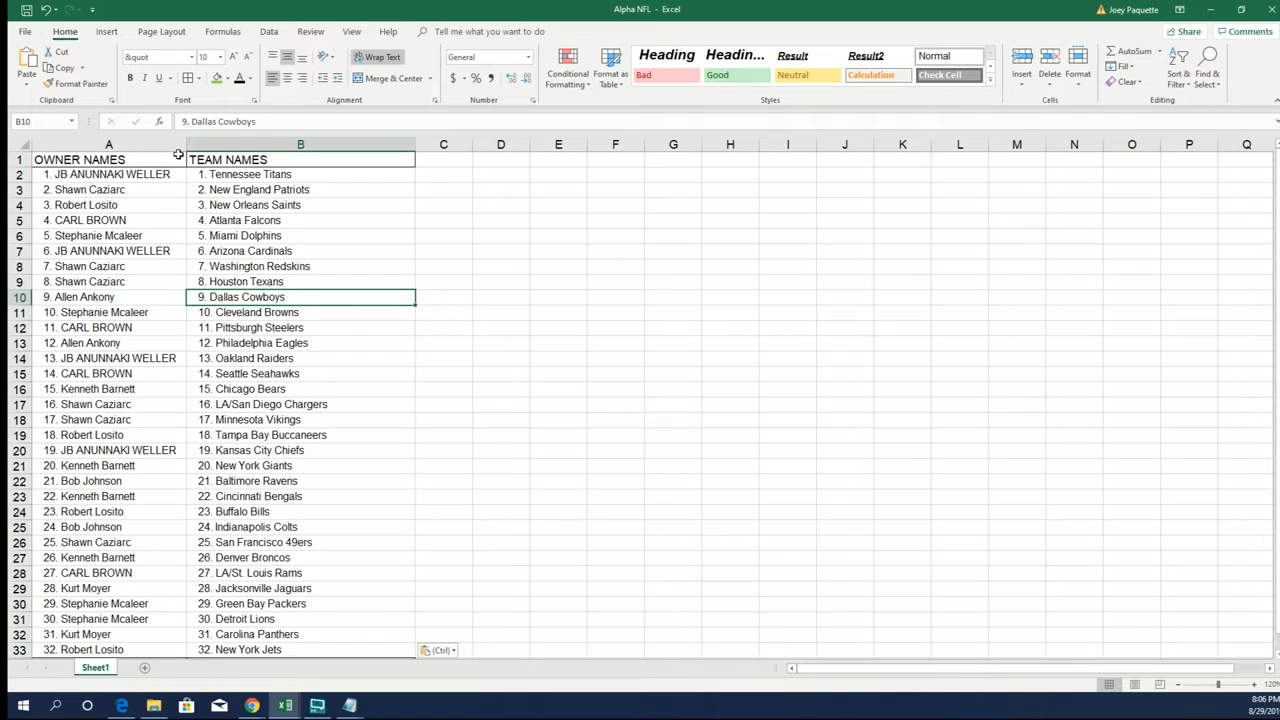 Alpha NFL - Excel
Joey Paquette
File Home Insert Page Layout Formulas Data Review View Help Tell me what you want to do Share Comments
Paste Cut Copy Format Painter Clipboard
&quot 10 Font
Wrap Text Merge & Center Alignment
General Number
Conditional Formatting Format as Table
Heading Headin... Result Result2 Normal
Bad Good Neutral Calculation Check Cell
Styles
Insert Delete Format Cells
AutoSum Fill Clear Sort & Filter Find & Select Editing
B10 fx 9. Dallas Cowboys
A B C D E F G H I J K L M N O P Q
1 OWNER NAMES TEAM NAMES
2 1. JB ANUNNAKI WELLER 1. Tennessee Titans
3 2. Shawn Caziarc 2. New England Patriots
4 3. Robert Losito 3. New Orleans Saints
5 4. CARL BROWN 4. Atlanta Falcons
6 5. Stephanie Mcaleer 5. Miami Dolphins
7 6. JB ANUNNAKI WELLER 6. Arizona Cardinals
8 7. Shawn Caziarc 7. Washington Redskins
9 8. Shawn Caziarc 8. Houston Texans
10 9. Allen Ankony 9. Dallas Cowboys
11 10. Stephanie Mcaleer 10. Cleveland Browns
12 11. CARL BROWN 11. Pittsburgh Steelers
13 12. Allen Ankony 12. Philadelphia Eagles
14 13. JB ANUNNAKI WELLER 13. Oakland Raiders
15 14. CARL BROWN 14. Seattle Seahawks
16 15. Kenneth Barnett 15. Chicago Bears
17 16. Shawn Caziarc 16. LA/San Diego Chargers
18 17. Shawn Caziarc 17. Minnesota Vikings
19 18. Robert Losito 18. Tampa Bay Buccaneers
20 19. JB ANUNNAKI WELLER 19. Kansas City Chiefs
21 20. Kenneth Barnett 20. New York Giants
22 21. Bob Johnson 21. Baltimore Ravens
23 22. Kenneth Barnett 22. Cincinnati Bengals
24 23. Robert Losito 23. Buffalo Bills
25 24. Bob Johnson 24. Indianapolis Colts
26 25. Shawn Caziarc 25. San Francisco 49ers
27 26. Kenneth Barnett 26. Denver Broncos
28 27. CARL BROWN 27. LA/St. Louis Rams
29 28. Kurt Moyer 28. Jacksonville Jaguars
30 29. Stephanie Mcaleer 29. Green Bay Packers
31 30. Stephanie Mcaleer 30. Detroit Lions
32 31. Kurt Moyer 31. Carolina Panthers
33 32. Robert Losito 32. New York Jets
(Ctrl)
Sheet1
120%
8:06 PM